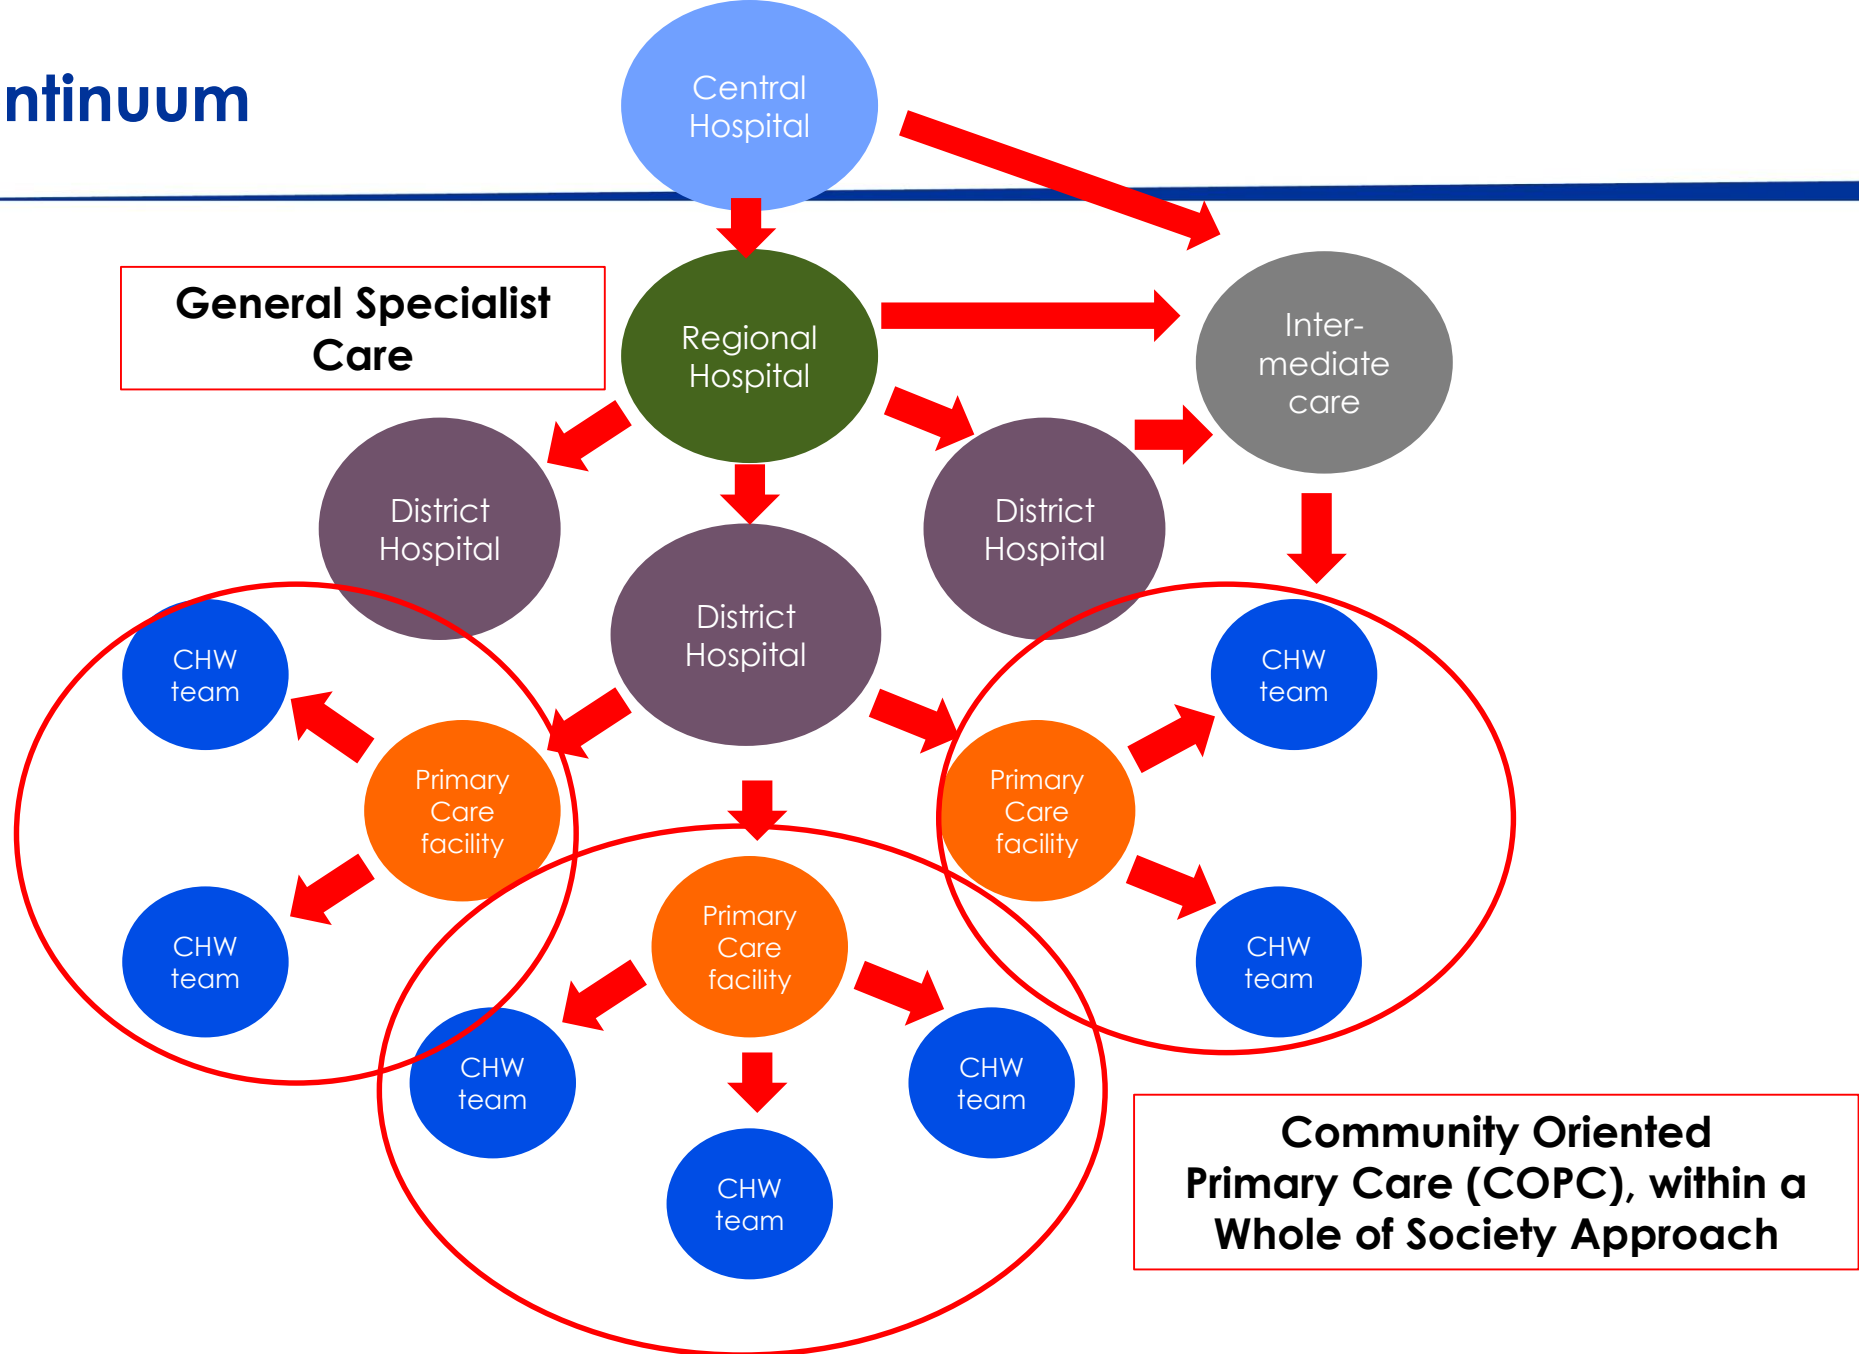 ntinuum
Central
Hospital
General Specialist
Care
Regional
Hospital
Inter-
mediate
care
District
Hospital
District
Hospital
District
Hospital
CHW
team
CHW
team
Primary
Care
facility
Primary
Care
facility
Primary
Care
facility
CHW
team
CHW
team
CHW
team
CHW
team
CHW
team
Community Oriented
Primary Care (COPC), within a
Whole of Society Approach